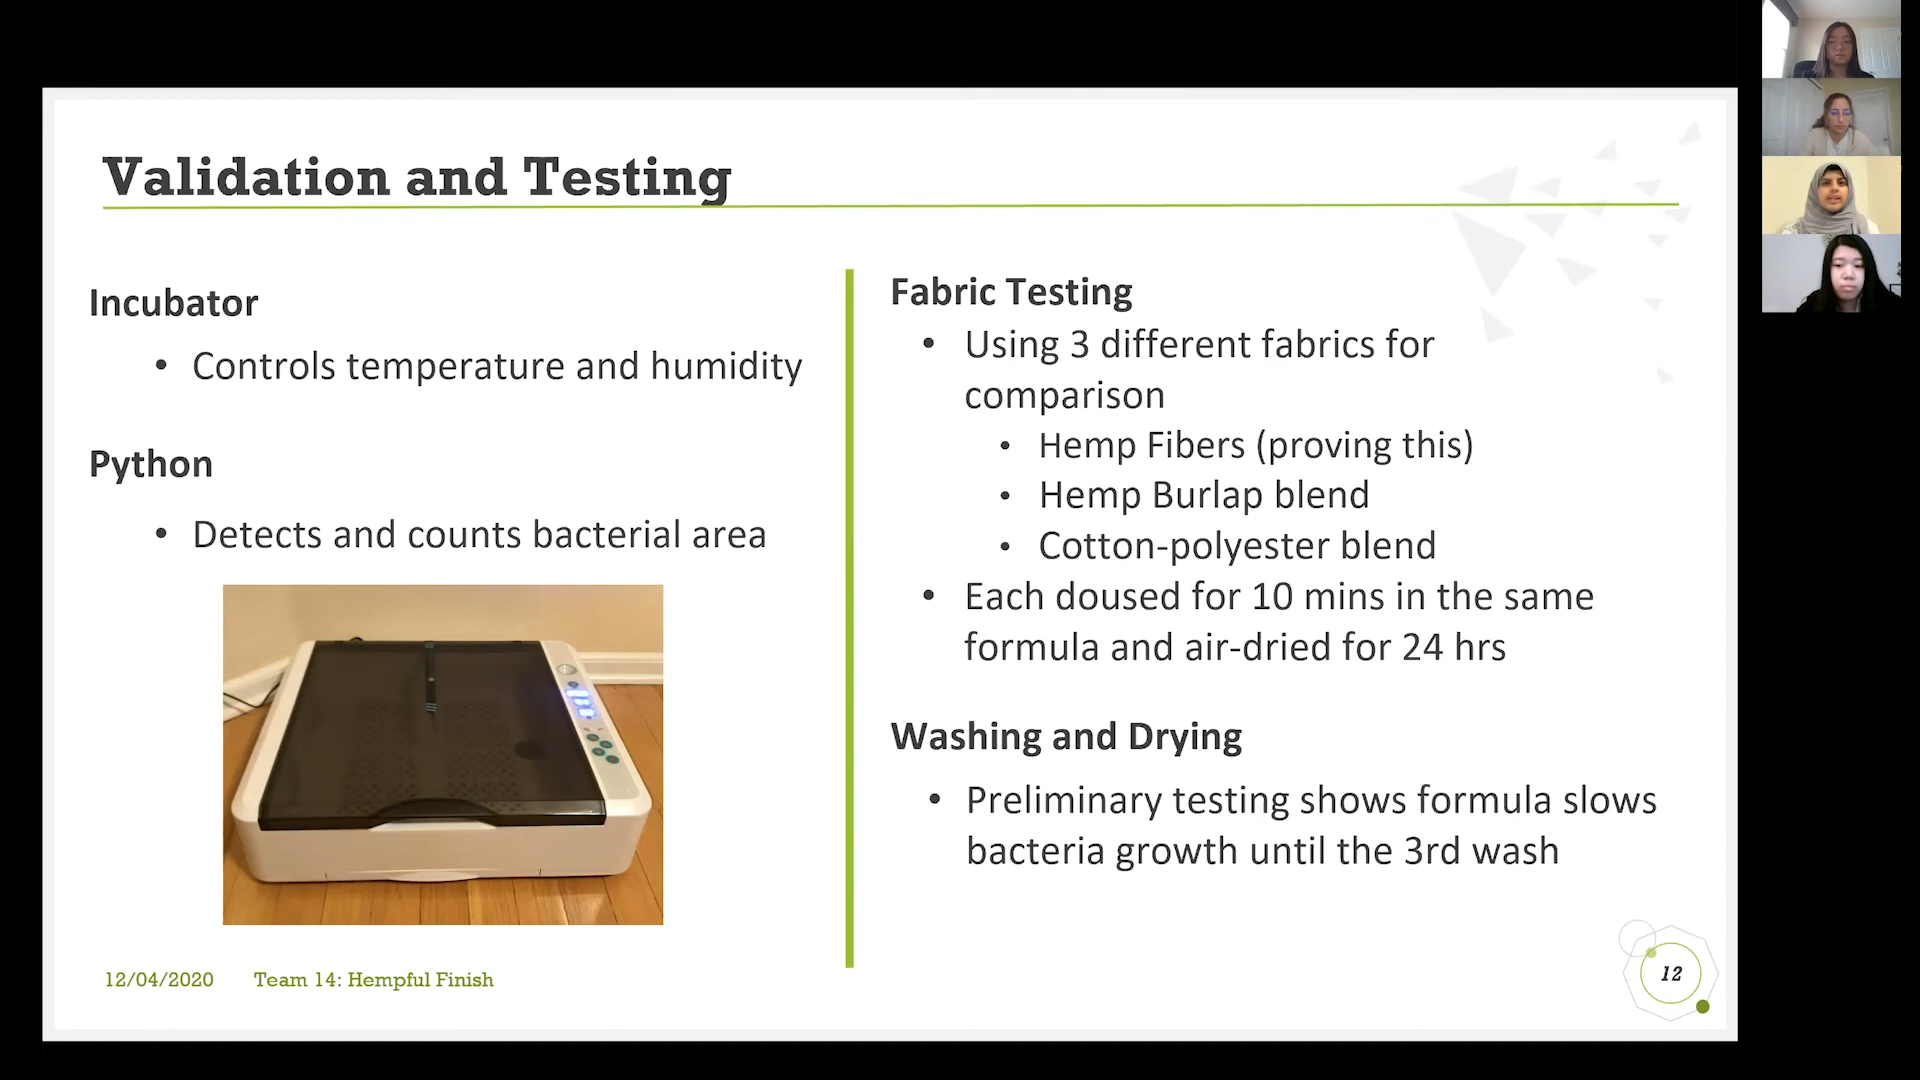 Validation and Testing
Incubator
• Controls temperature and humidity
Python
• Detects and counts bacterial area
Fabric Testing
• Using 3 different fabrics for
comparison
• Hemp Fibers (proving this)
• Hemp Burlap blend
• Cotton-polyester blend
• Each doused for 10 mins in the same
formula and air-dried for 24 hrs
Washing and Drying
• Preliminary testing shows formula slows
bacteria growth until the 3rd wash
12/04/2020 Team 14: Hempful Finish
12